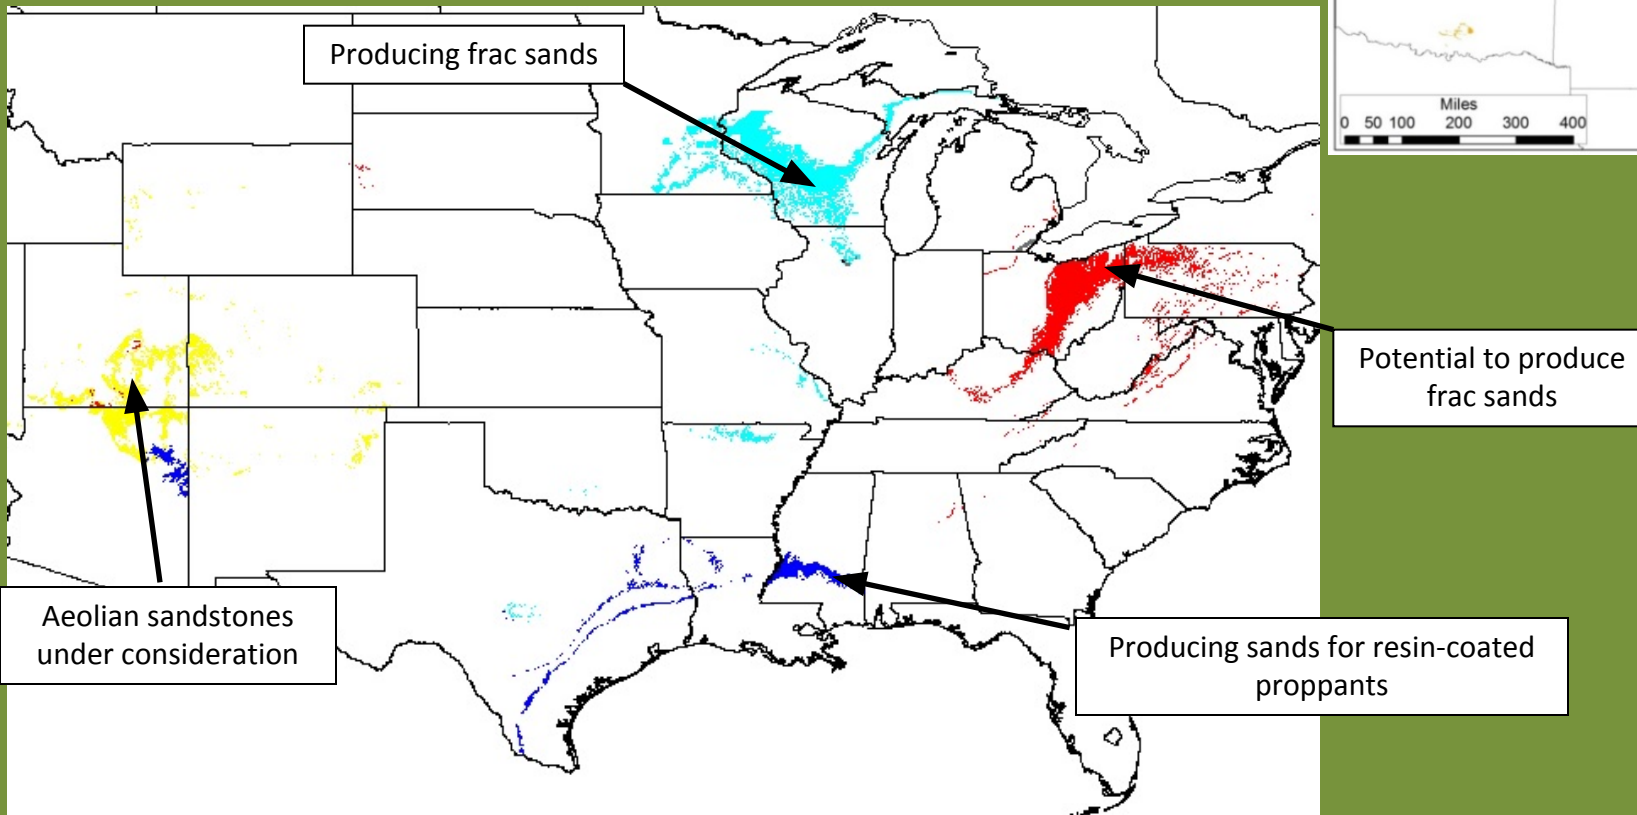 Producing frac sands
Miles
0 50 100 200 300 400
Potential to produce
frac sands
Aeolian sandstones
under consideration
Producing sands for resin-coated
proppants